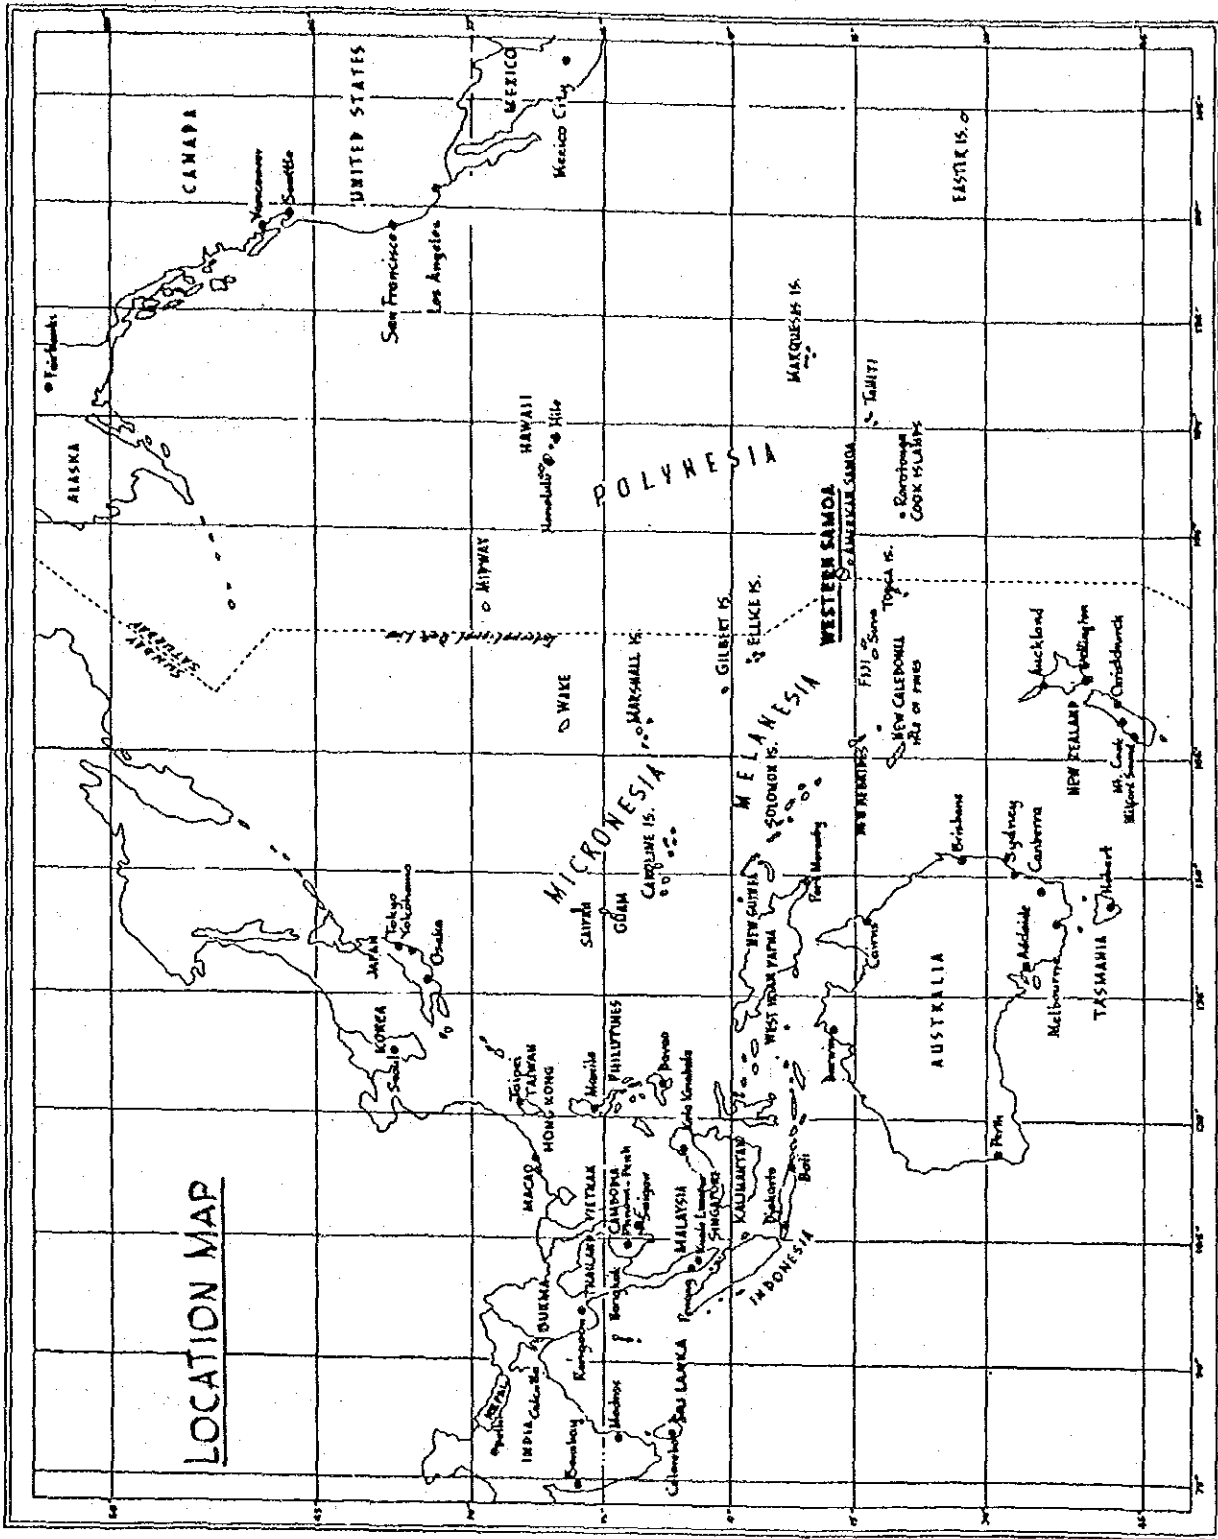 LOCATION MAP
ALASKA
Fairbanks
CANADA
Vancouver
Seattle
UNITED STATES
San Francisco
Los Angeles
MEXICO
Mexico City
SUNDAY
SATURDAY
International Date Line
MIDWAY
HAWAII
Honolulu
Hilo
WAKE
MARSHALL IS.
POLYNESIA
MICRONESIA
MELANESIA
JAPAN
Tokyo
Yokohama
Osaka
KOREA
Seoul
Taipei
TAIWAN
HONG KONG
MACAO
SAIPAN
GUAM
CAROLINE IS.
Manila
PHILIPPINES
Davao
Kota Kinabalu
NEPAL
Delhi
INDIA
Calcutta
Bombay
Madras
Colombo
SRI LANKA
BURMA
Rangoon
THAILAND
Bangkok
VIETNAM
CAMBODIA
Phnom-Penh
Saigon
MALAYSIA
Penang
Kuala Lumpur
SINGAPORE
KALIMANTAN
Djakarta
Bali
INDONESIA
NEW GUINEA
WEST IRIAN PAPUA
Port Moresby
SOLOMON IS.
GILBERT IS.
ELLICE IS.
WESTERN SAMOA
AMERICAN SAMOA
MARQUESAS IS.
TAHITI
Rarotonga
COOK ISLANDS
TONGA IS.
FIJI
Suva
NEW HEBRIDES
NEW CALEDONIA
ISLE OF PINES
EASTER IS.
AUSTRALIA
Darwin
Cairns
Brisbane
Sydney
Canberra
Adelaide
Melbourne
Perth
TASMANIA
Hobart
NEW ZEALAND
Auckland
Wellington
Christchurch
Mt. Cook
Milford Sound